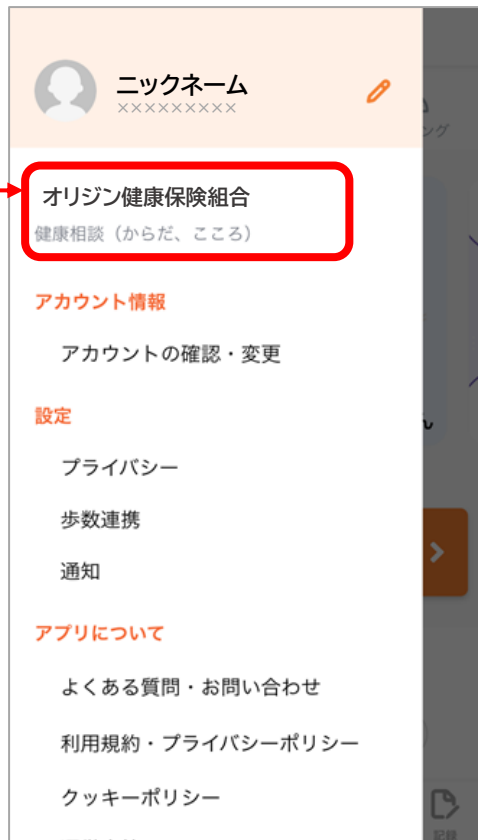 ニックネーム
×××××××××
ング
オリジン健康保険組合
健康相談（からだ、こころ）
アカウント情報
アカウントの確認・変更
設定
ん
プライバシー
歩数連携
通知
アプリについて
よくある質問・お問い合わせ
利用規約・プライバシーポリシー
クッキーポリシー
記録